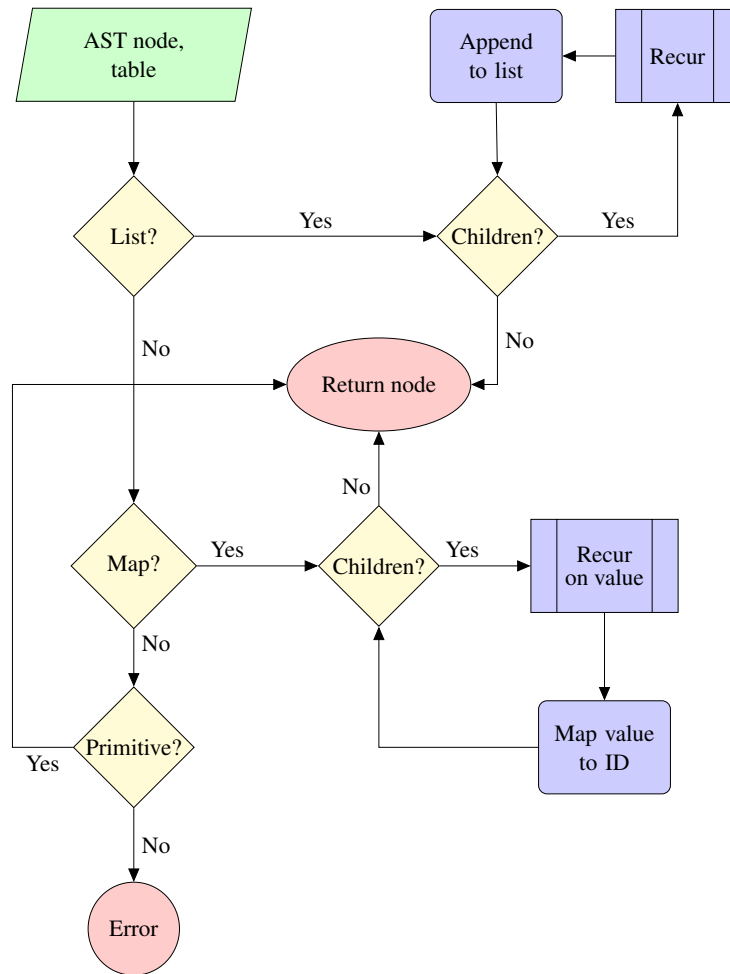 AST node,
table
Append
to list
Recur
List?
Yes
Children?
Yes
No
No
Return node
No
Map?
Yes
Children?
Yes
Recur
on value
No
Primitive?
Yes
Map value
to ID
No
Error